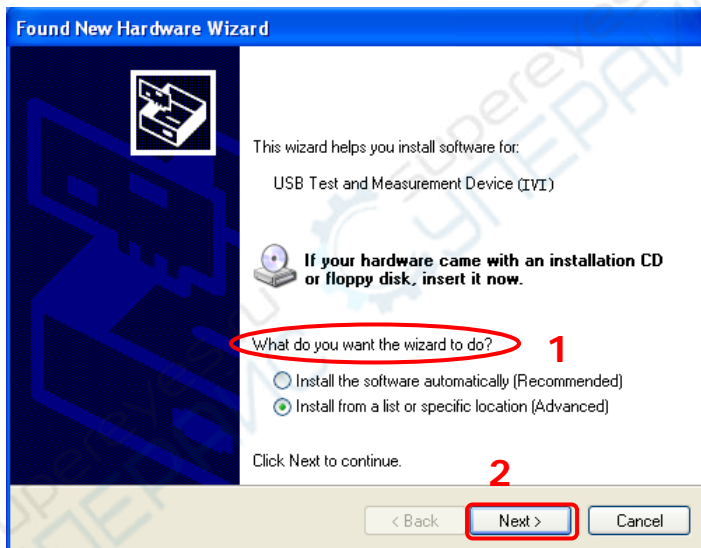 Found New Hardware Wizard
This wizard helps you install software for:
USB Test and Measurement Device (IVI)
If your hardware came with an installation CD
or floppy disk, insert it now.
What do you want the wizard to do?
1
Install the software automatically (Recommended)
Install from a list or specific location (Advanced)
Click Next to continue.
2
< Back
Next >
Cancel
supereyes.ru
СУПЕРАЙС